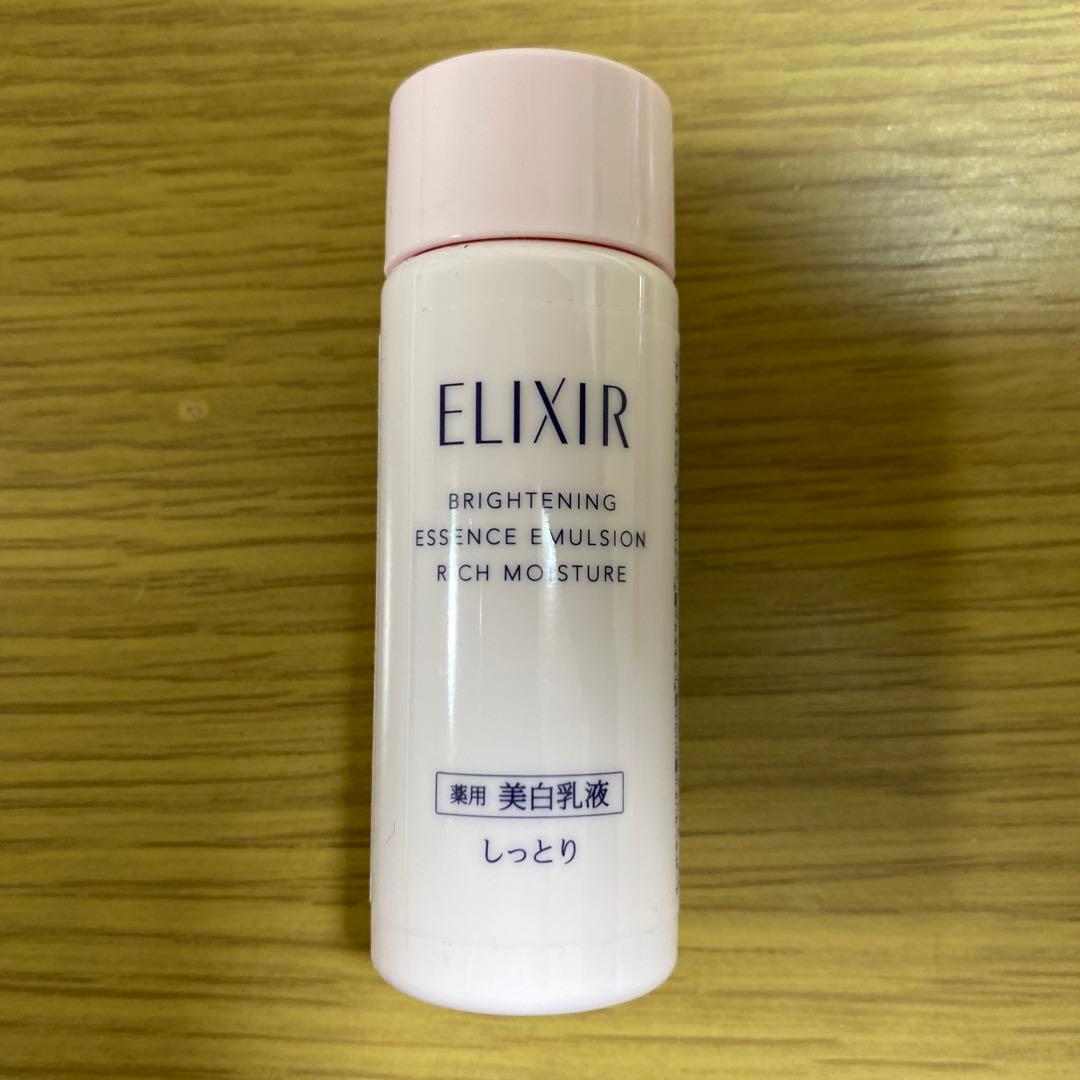 ELIXIR
BRIGHTENING
ESSENCE EMULSION
RICH MOISTURE
薬用 美白乳液
しっとり